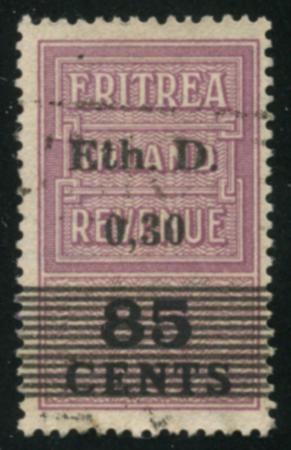 ERITREA
Eth. D.
REVENUE
0,30
85
CENTS